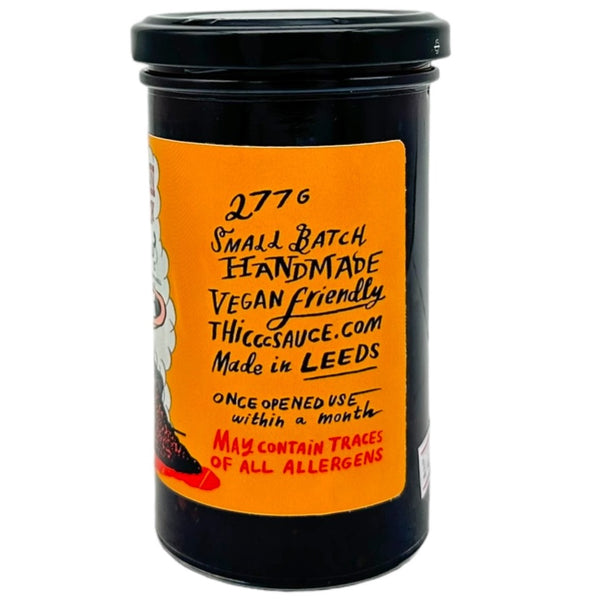 277G
SMALL BATCH
HANDMADE
VEGAN friendly
THiCCCSAUCE.COM
Made in LEEDS
ONCE OPENED USE
within a month
MAY CONTAIN TRACES
OF ALL ALLERGENS